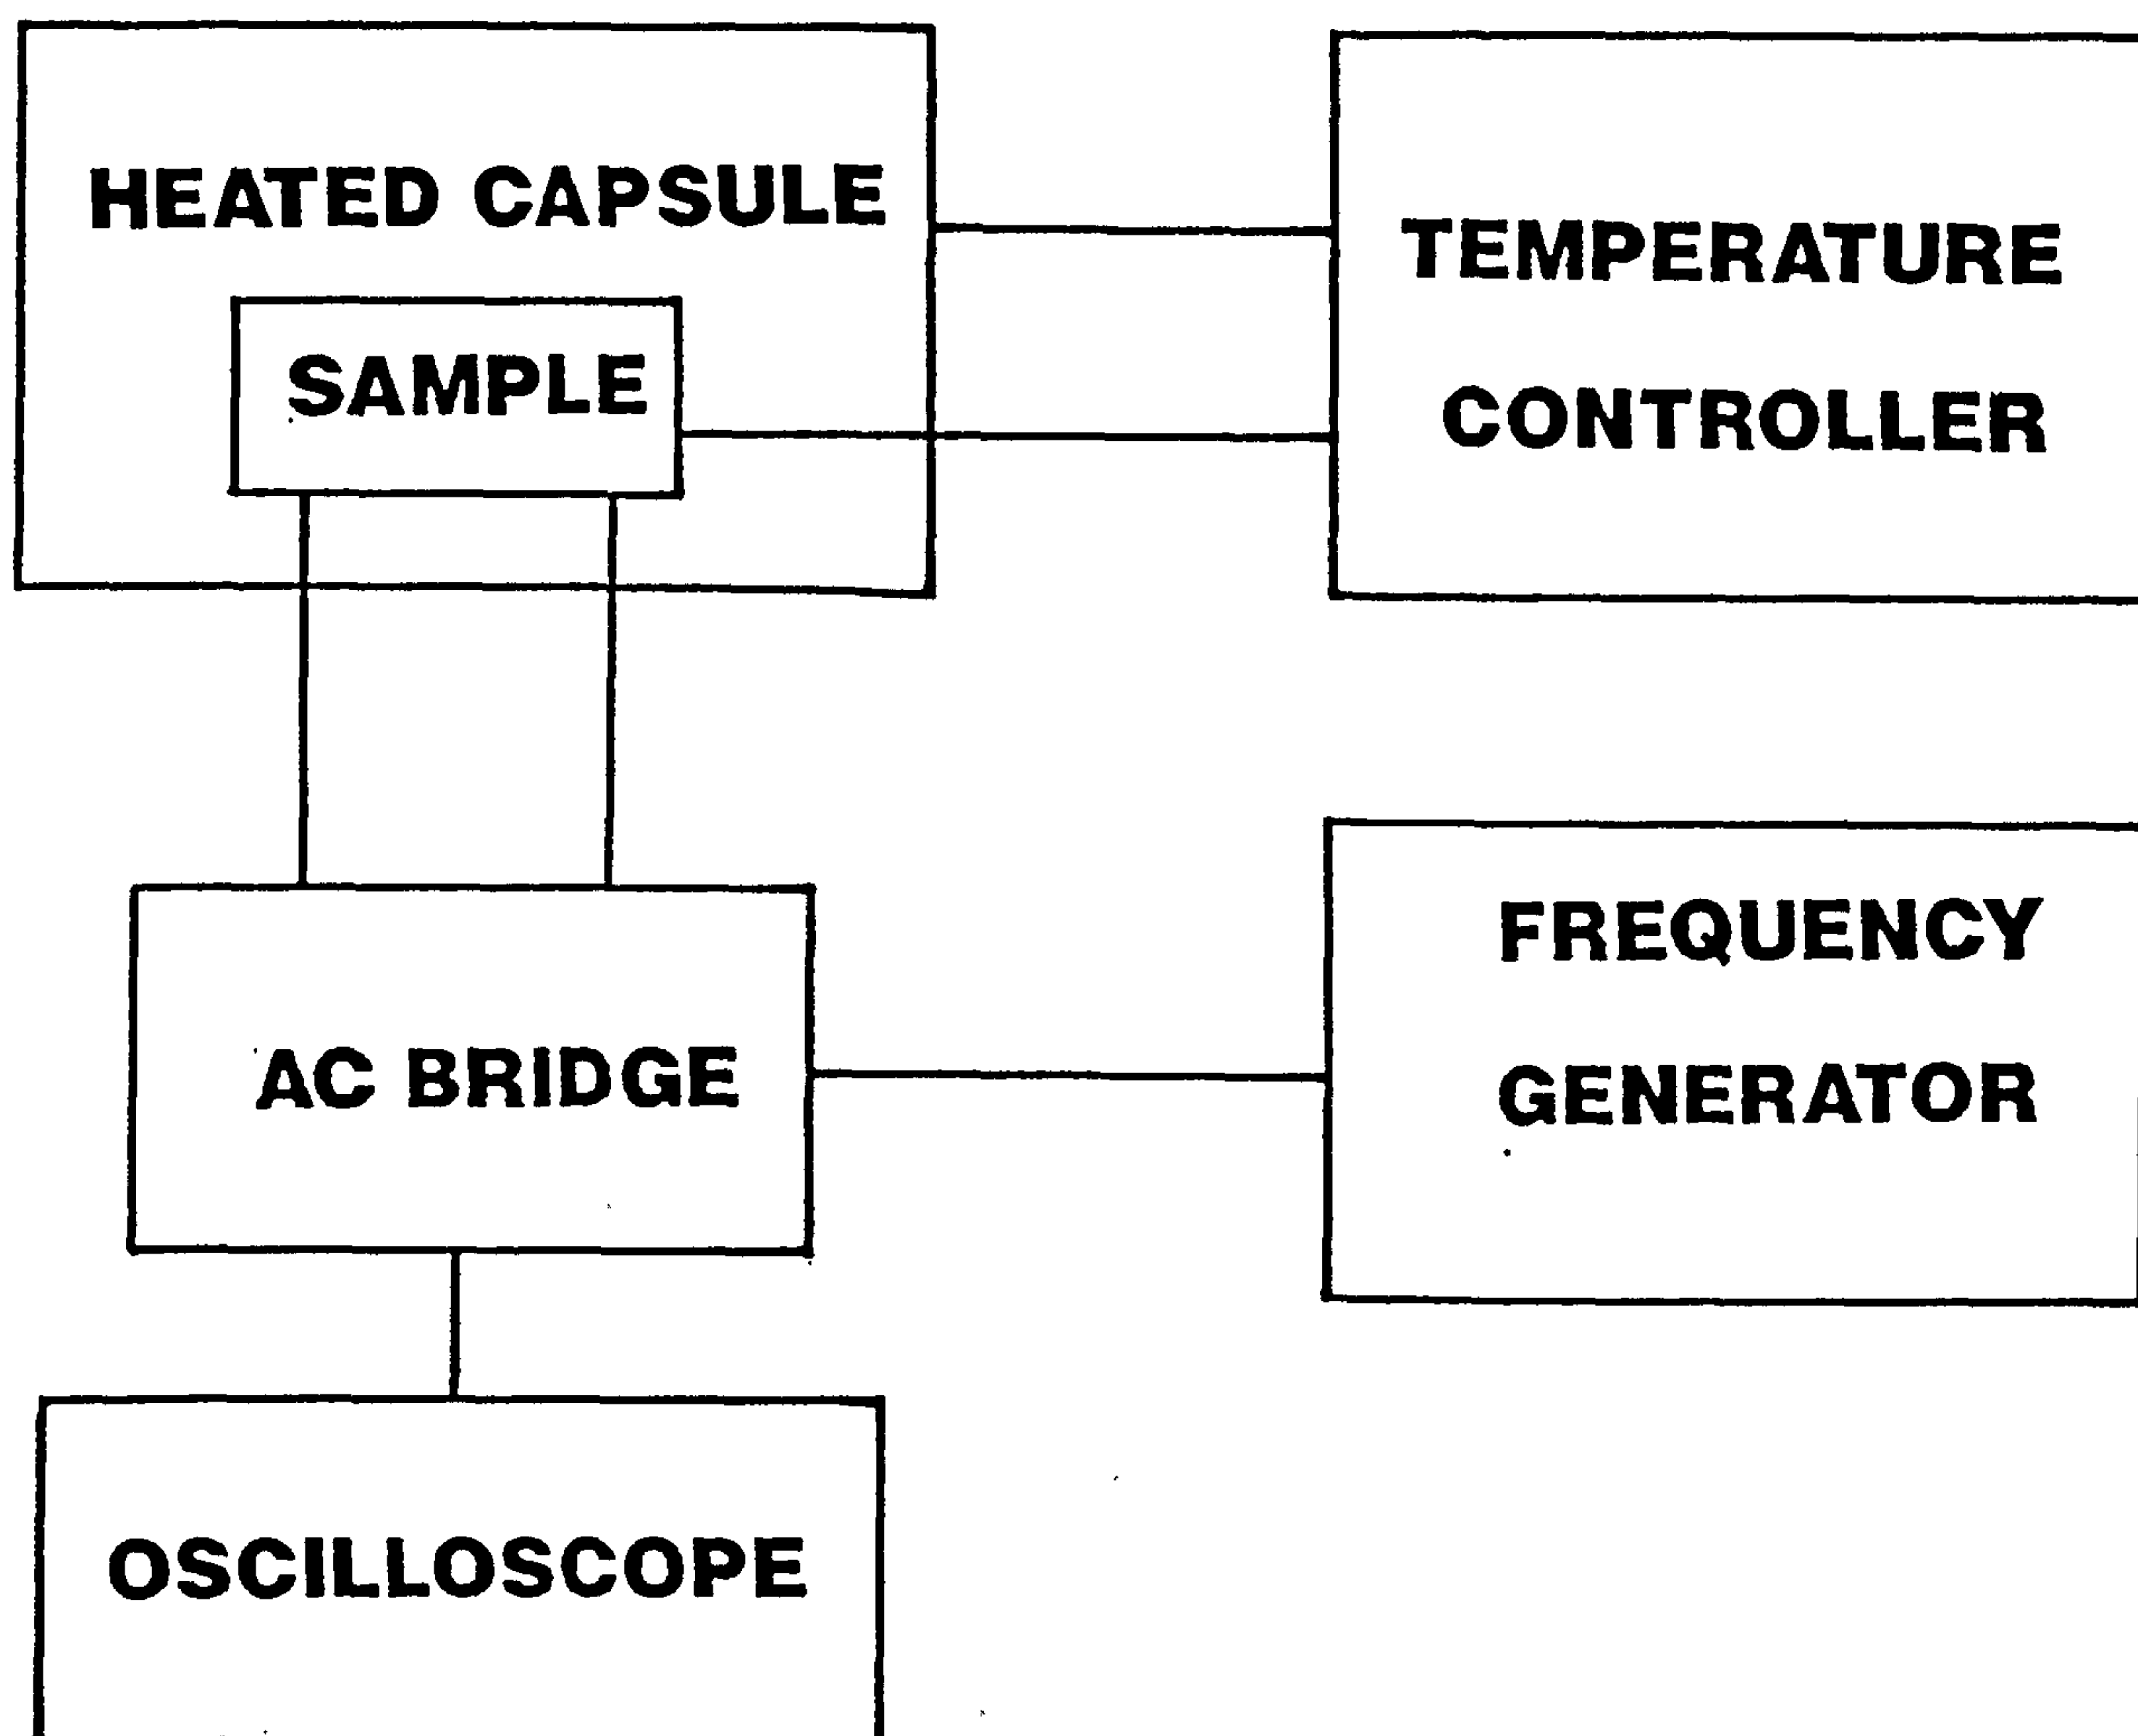 HEATED CAPSULE
SAMPLE
TEMPERATURE
CONTROLLER
AC BRIDGE
FREQUENCY
GENERATOR
OSCILLOSCOPE